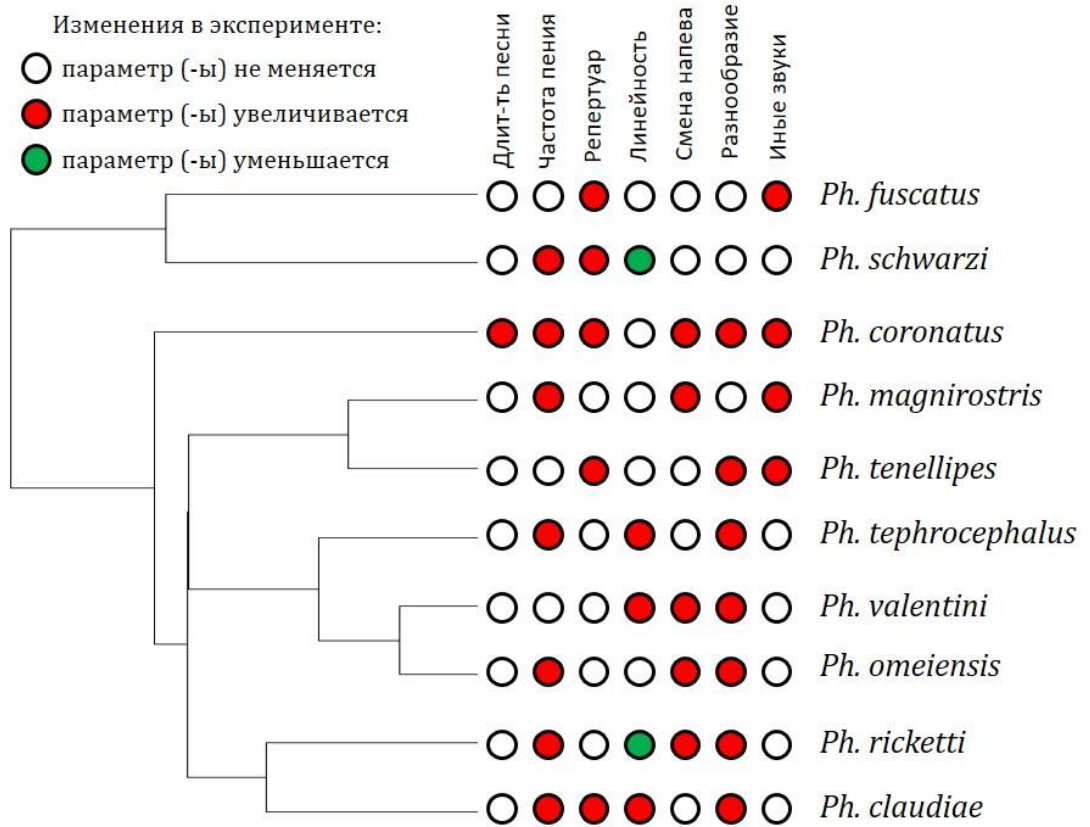 Изменения в эксперименте:
параметр (-ы) не меняется
параметр (-ы) увеличивается
параметр (-ы) уменьшается
Длит-ть песни
Частота пения
Репертуар
Линейность
Смена напева
Разнообразие
Иные звуки
Ph. fuscatus
Ph. schwarzi
Ph. coronatus
Ph. magnirostris
Ph. tenellipes
Ph. tephrocephalus
Ph. valentini
Ph. omeiensis
Ph. ricketti
Ph. claudiae